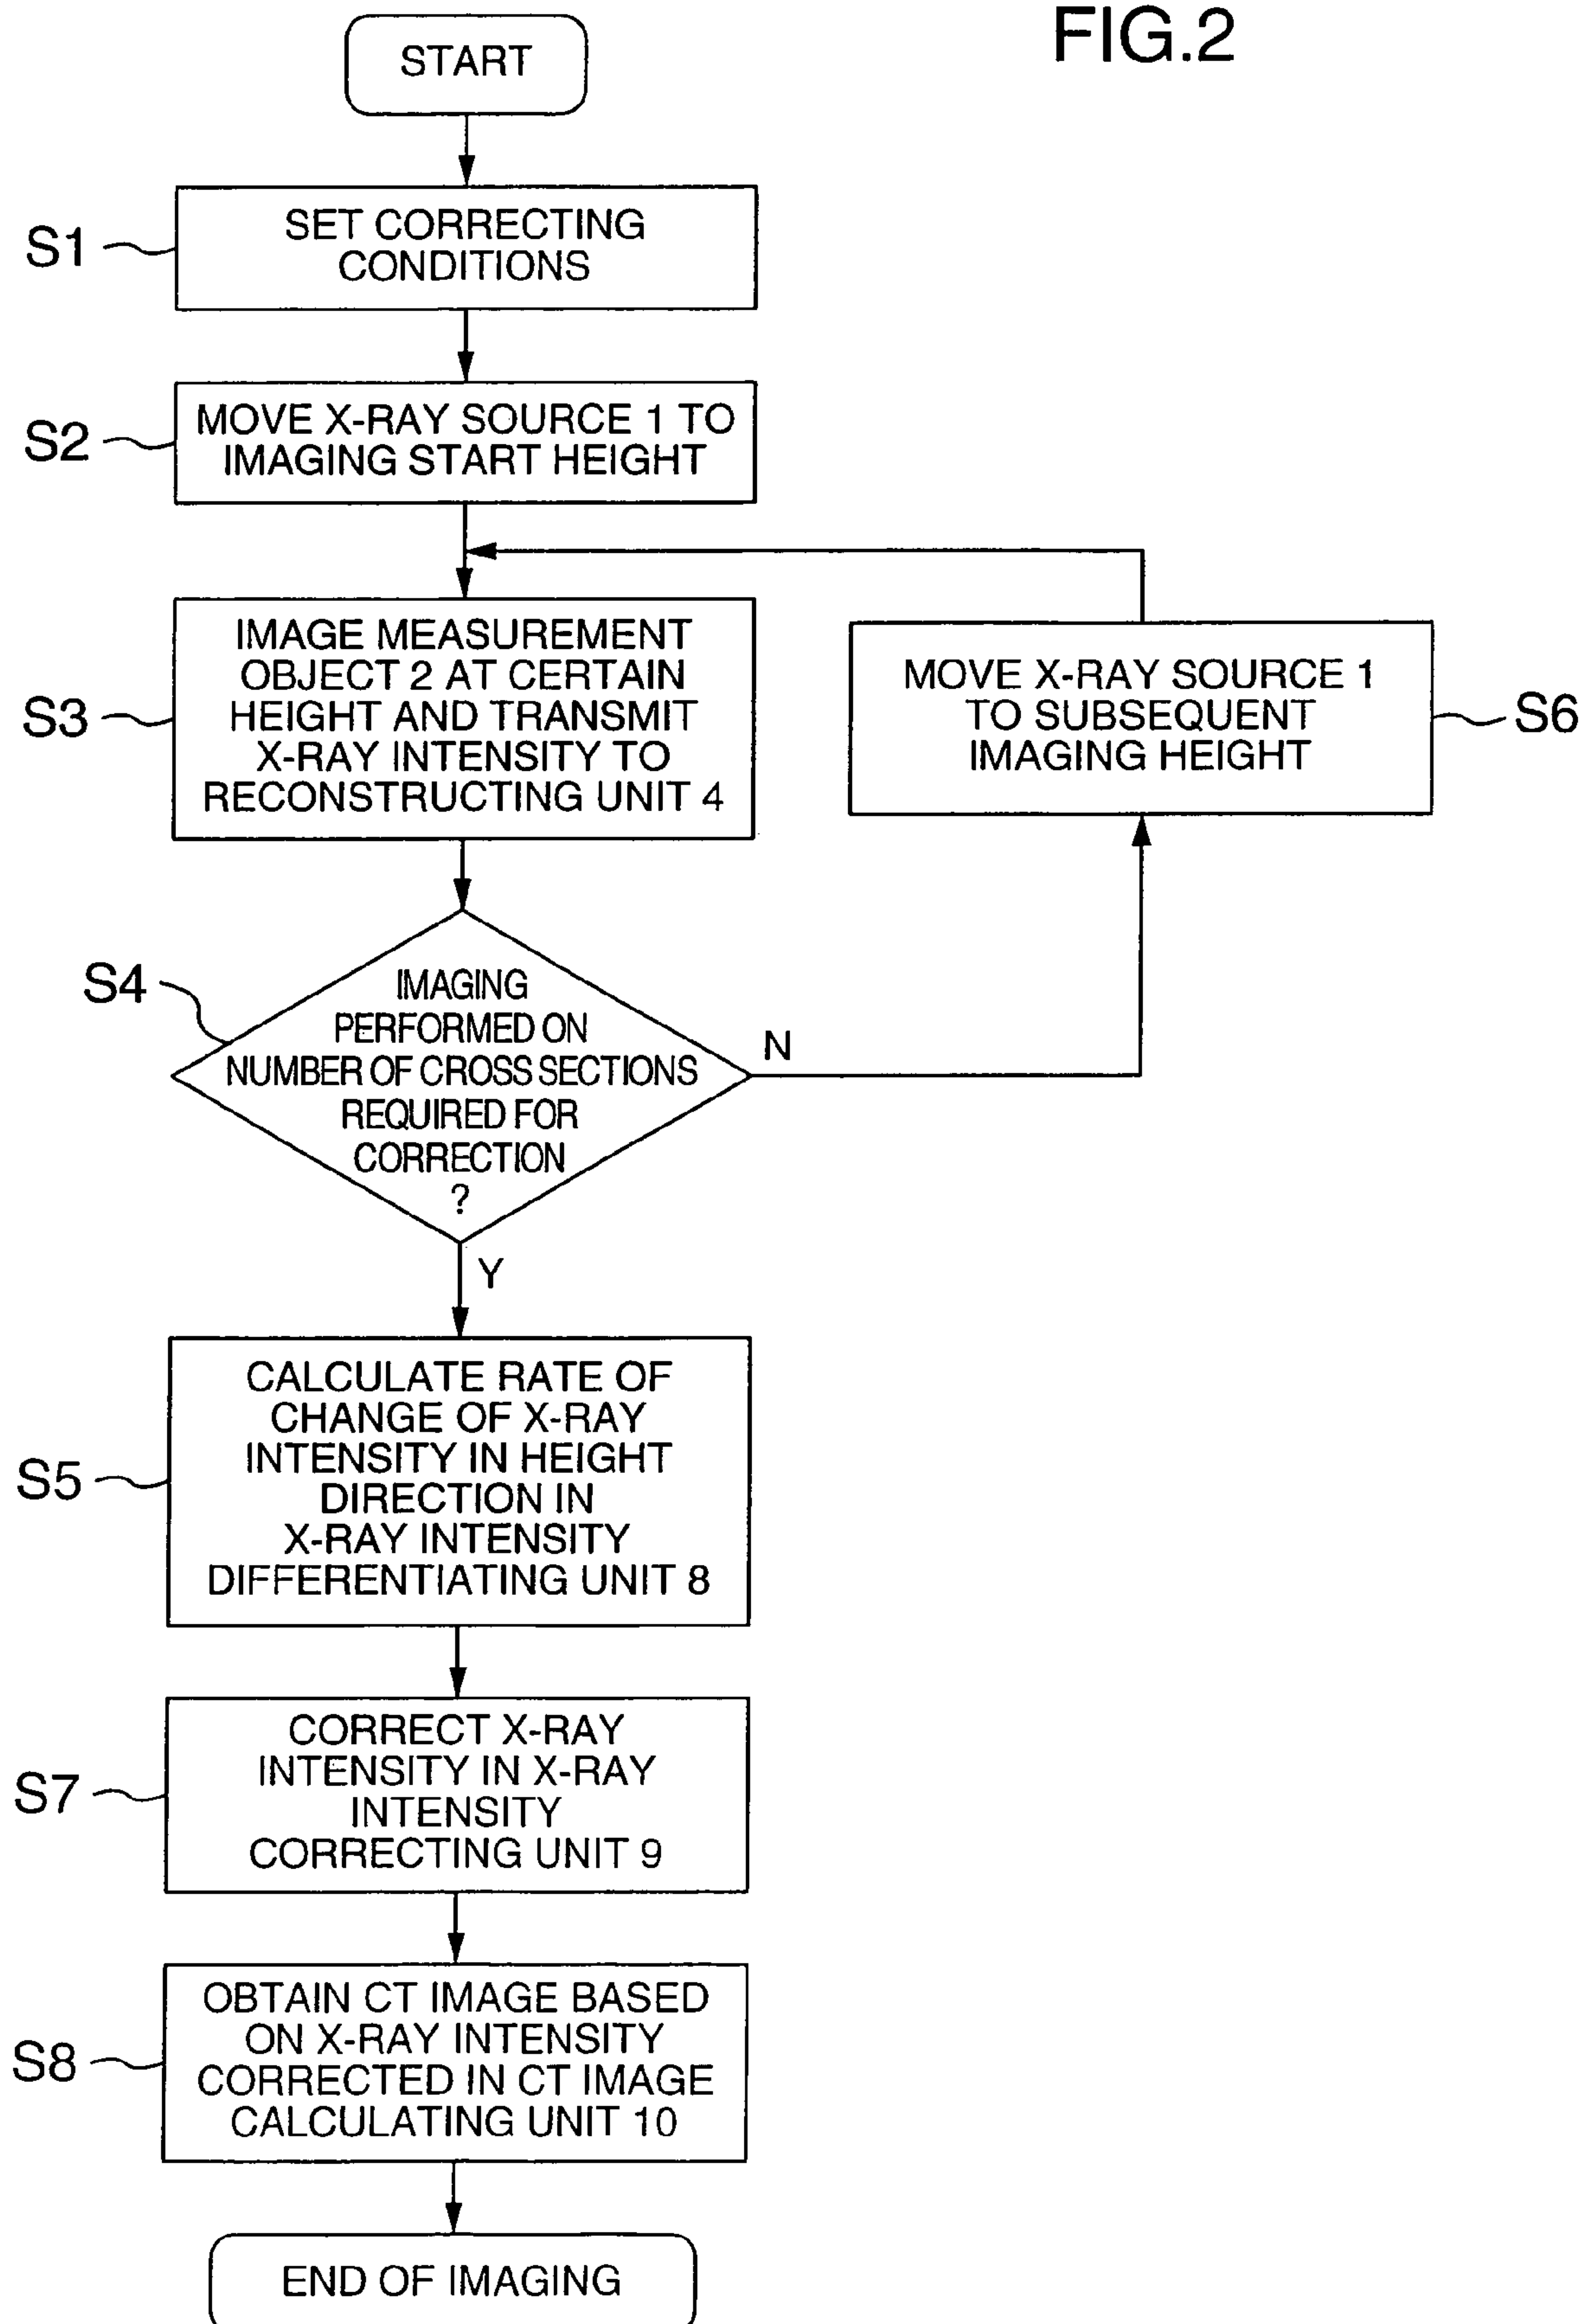 FIG.2
START
S1
SET CORRECTING
CONDITIONS
S2
MOVE X-RAY SOURCE 1 TO
IMAGING START HEIGHT
S3
IMAGE MEASUREMENT
OBJECT 2 AT CERTAIN
HEIGHT AND TRANSMIT
X-RAY INTENSITY TO
RECONSTRUCTING UNIT 4
MOVE X-RAY SOURCE 1
TO SUBSEQUENT
IMAGING HEIGHT
S6
S4
IMAGING
PERFORMED ON
NUMBER OF CROSS SECTIONS
REQUIRED FOR
CORRECTION
?
N
Y
S5
CALCULATE RATE OF
CHANGE OF X-RAY
INTENSITY IN HEIGHT
DIRECTION IN
X-RAY INTENSITY
DIFFERENTIATING UNIT 8
S7
CORRECT X-RAY
INTENSITY IN X-RAY
INTENSITY
CORRECTING UNIT 9
S8
OBTAIN CT IMAGE BASED
ON X-RAY INTENSITY
CORRECTED IN CT IMAGE
CALCULATING UNIT 10
END OF IMAGING